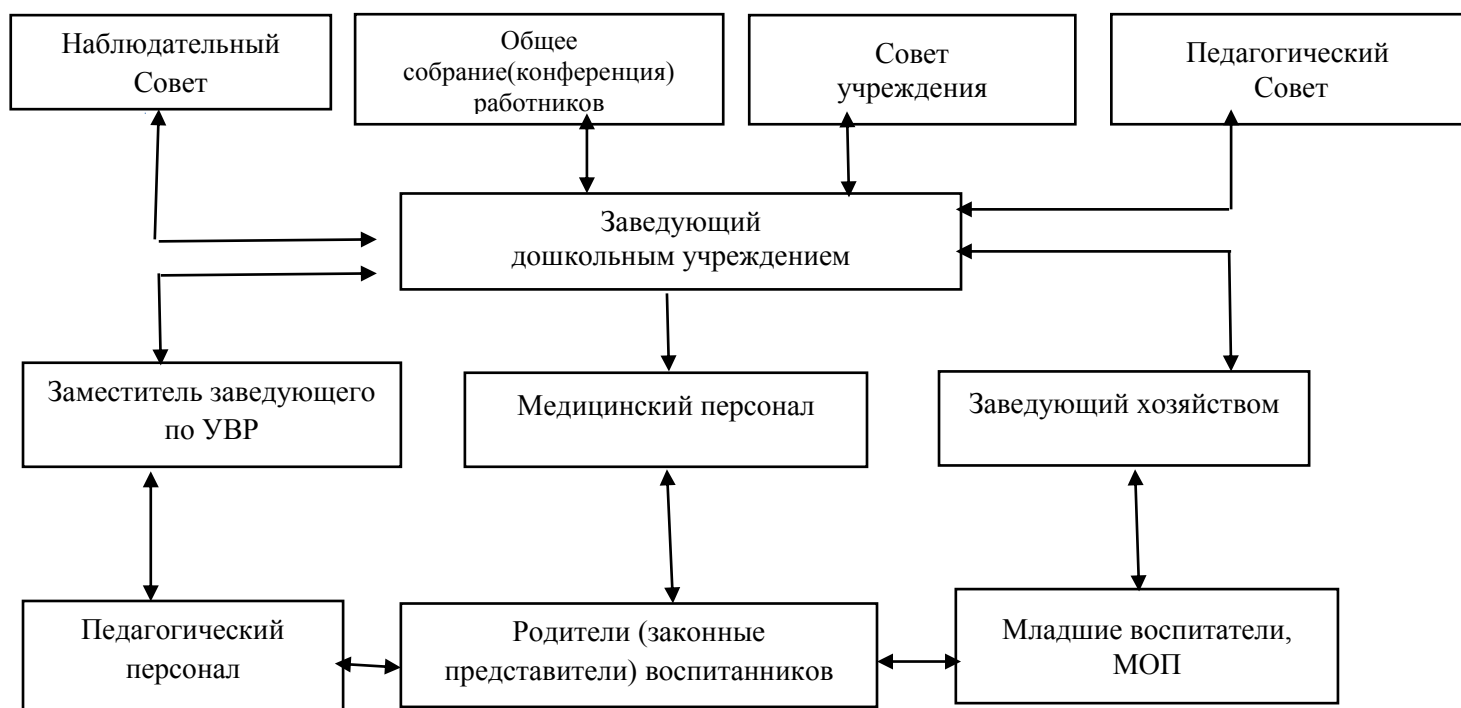 Наблюдательный
Совет
Общее
собрание(конференция)
работников
Совет
учреждения
Педагогический
Совет
Заведующий
дошкольным учреждением
Заместитель заведующего
по УВР
Медицинский персонал
Заведующий хозяйством
Педагогический
персонал
Родители (законные
представители) воспитанников
Младшие воспитатели,
МОП